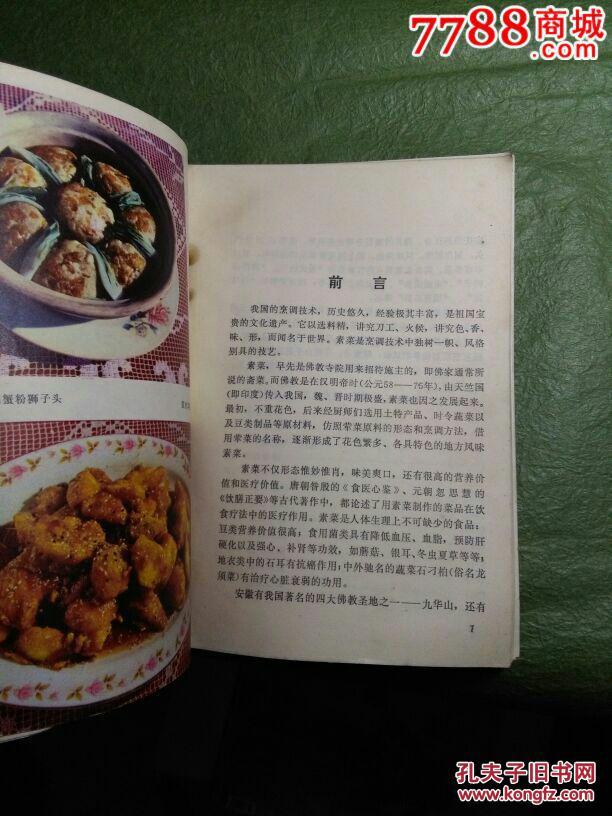 7788商城
.com
蟹粉狮子头
前言
我国的烹调技术，历史悠久，经验极其丰富，是祖国宝
贵的文化遗产。它以选料精，讲究刀工、火候，讲究色、香、
味、形，而闻名于世界。素菜是烹调技术中独树一帜、风格
别具的技艺。
素菜，早先是佛教寺院用来招待施主的，即佛家通常所
说的斋菜。而佛教是在汉明帝时(公元58——75年)，由天竺国
(即印度)传入我国，魏、晋时期极盛，素菜也因之发展起来。
最初，不重花色，后来经厨师们选用土特产品、时令蔬菜以
及豆类制品等原材料，仿照荤菜原料的形态和烹调方法，借
用荤菜的名称，逐渐形成了花色繁多、各具特色的地方风味
素菜。
素菜不仅形态惟妙惟肖，味美爽口，还有很高的营养价
值和医疗价值。唐朝昝殷的《食医心鉴》、元朝忽思慧的
《饮膳正要》等古代著作中，都论述了用素菜制作的菜品在饮
食疗法中的医疗作用。素菜是人体生理上不可缺少的食品：
豆类营养价值很高，食用菌类具有降低血压、血脂，预防肝
硬化以及强心、补肾等功效，如蘑菇、银耳、冬虫夏草等等；
地衣类中的石耳有抗癌作用；中外驰名的蔬菜石刁柏(俗名龙
须菜)有治疗心脏衰弱的功用。
安徽有我国著名的四大佛教圣地之一——九华山，还有
1
孔夫子旧书网
www.kongfz.com